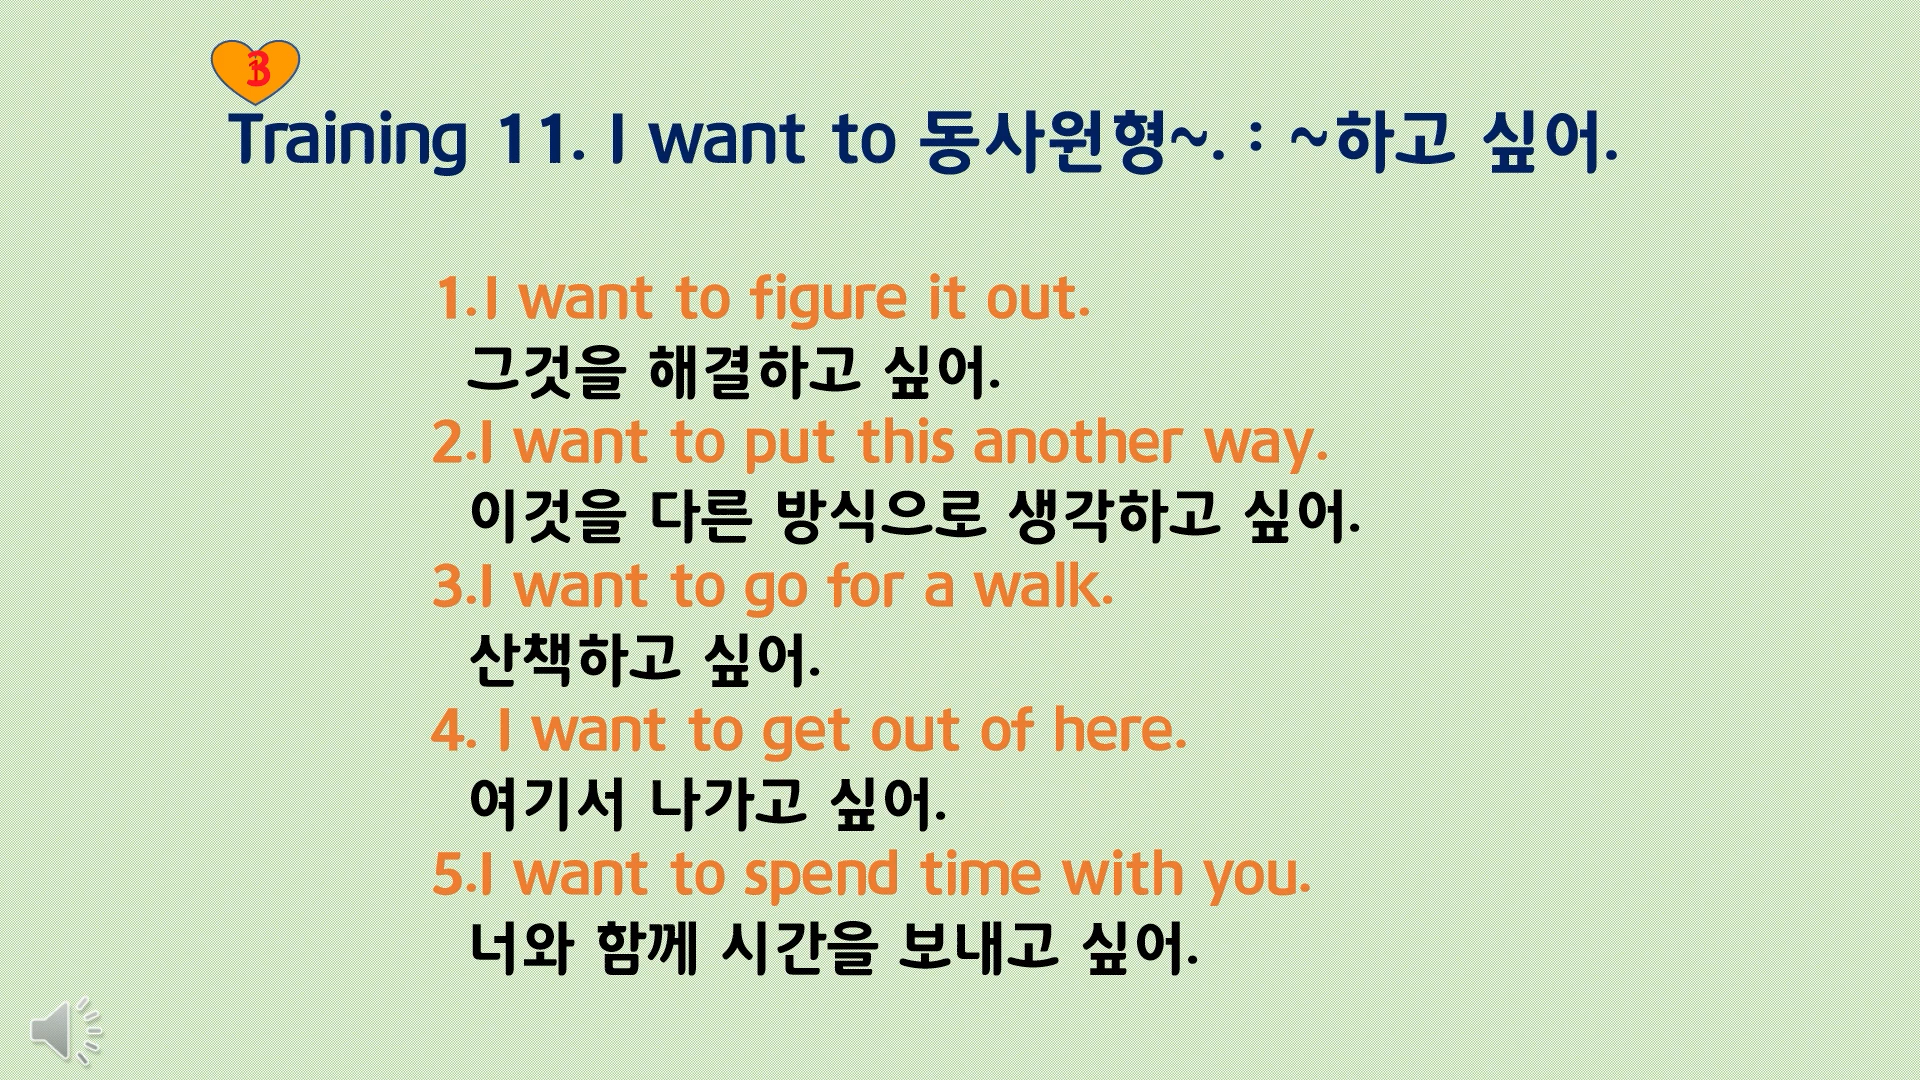 3
Training 11. I want to 동사원형~. : ~하고 싶어.
1.I want to figure it out.
그것을 해결하고 싶어.
2.I want to put this another way.
이것을 다른 방식으로 생각하고 싶어.
3.I want to go for a walk.
산책하고 싶어.
4. I want to get out of here.
여기서 나가고 싶어.
5.I want to spend time with you.
너와 함께 시간을 보내고 싶어.